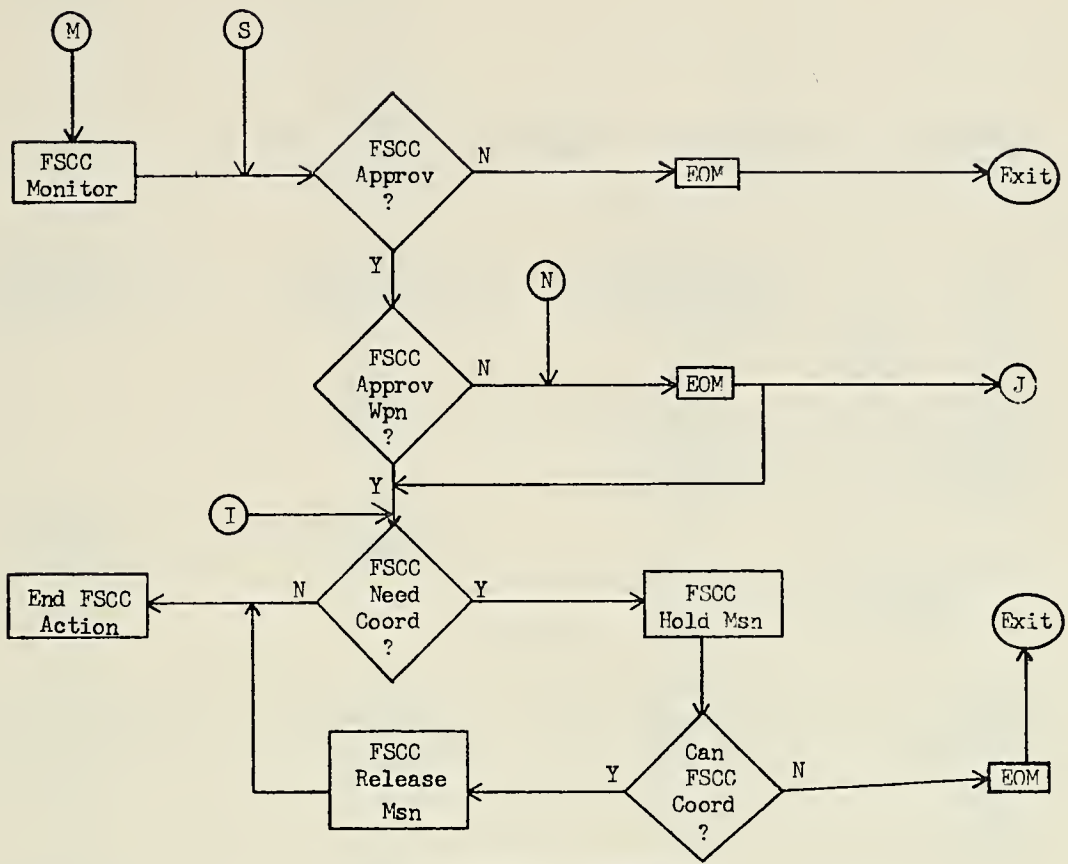 M
S
FSCC
Monitor
FSCC
Approv
?
N
EOM
Exit
Y
N
FSCC
Approv
Wpn
?
N
EOM
J
Y
I
FSCC
Need
Coord
?
N
Y
End FSCC
Action
FSCC
Hold Msn
Exit
FSCC
Release
Msn
Y
Can
FSCC
Coord
?
N
EOM